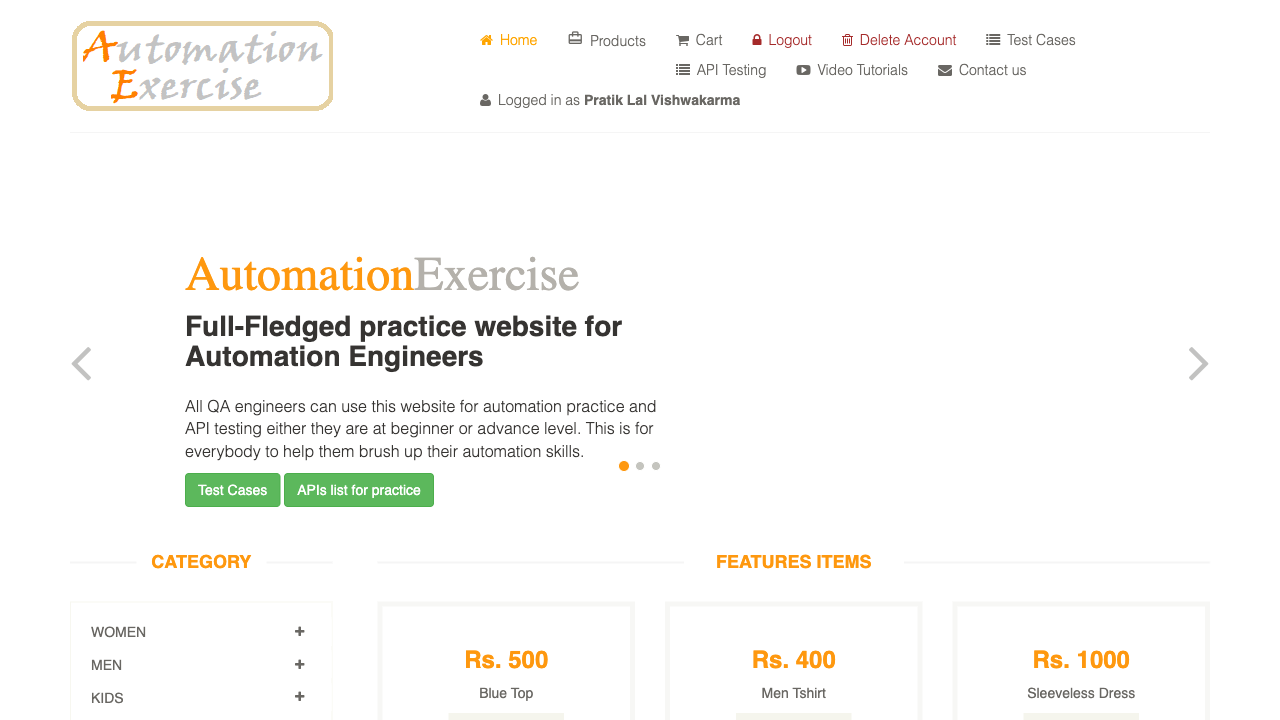 Automation
Exercise
Home Products Cart Logout Delete Account Test Cases
API Testing Video Tutorials Contact us
Logged in as Pratik Lal Vishwakarma
AutomationExercise
Full-Fledged practice website for
Automation Engineers
All QA engineers can use this website for automation practice and
API testing either they are at beginner or advance level. This is for
everybody to help them brush up their automation skills.
Test Cases APIs list for practice
CATEGORY
WOMEN
MEN
KIDS
FEATURES ITEMS
Rs. 500
Blue Top
Rs. 400
Men Tshirt
Rs. 1000
Sleeveless Dress